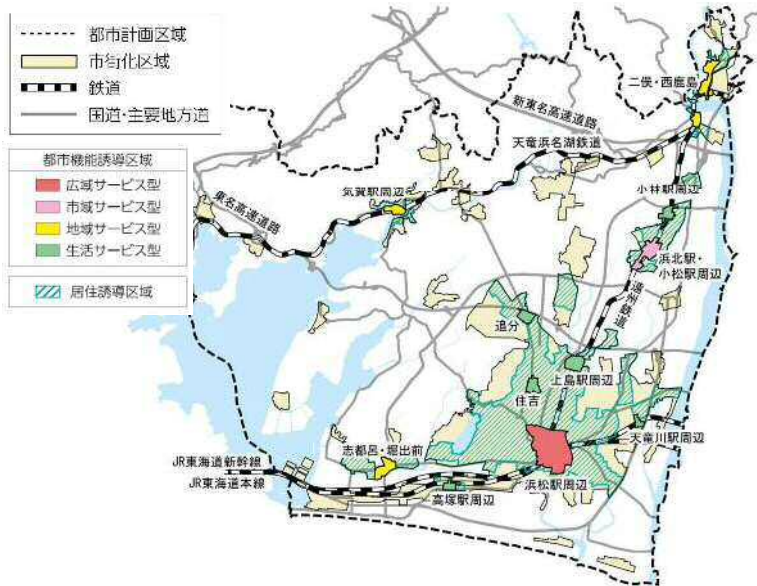 都市計画区域
市街化区域
鉄道
国道・主要地方道
都市機能誘導区域
広域サービス型
市域サービス型
地域サービス型
生活サービス型
居住誘導区域
二俣・西鹿島
新東名高速道路
天竜浜名湖鉄道
小林駅周辺
気賀駅周辺
東名高速道路
浜北駅・
小松駅周辺
遠州鉄道
追分
上島駅周辺
住吉
天竜川駅周辺
志都呂・堀出前
JR東海道新幹線
JR東海道本線
浜松駅周辺
高塚駅周辺